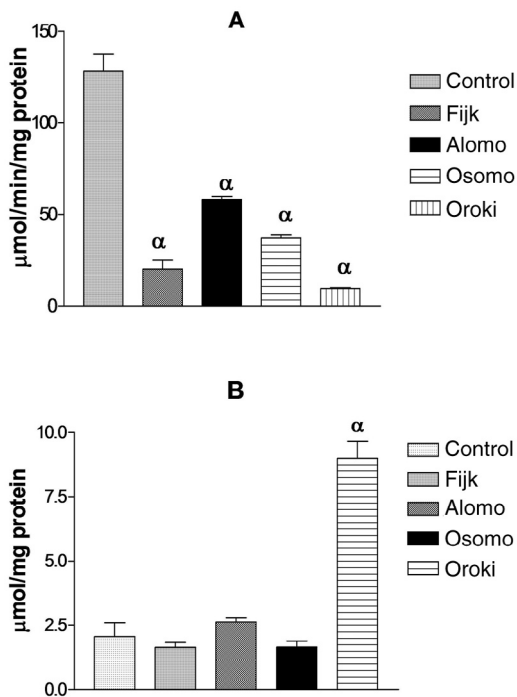 A
μmol/min/mg protein
150
100
50
0
α
α
α
α
Control
Fijk
Alomo
Osomo
Oroki
B
μmol/mg protein
10.0
7.5
5.0
2.5
0.0
α
Control
Fijk
Alomo
Osomo
Oroki